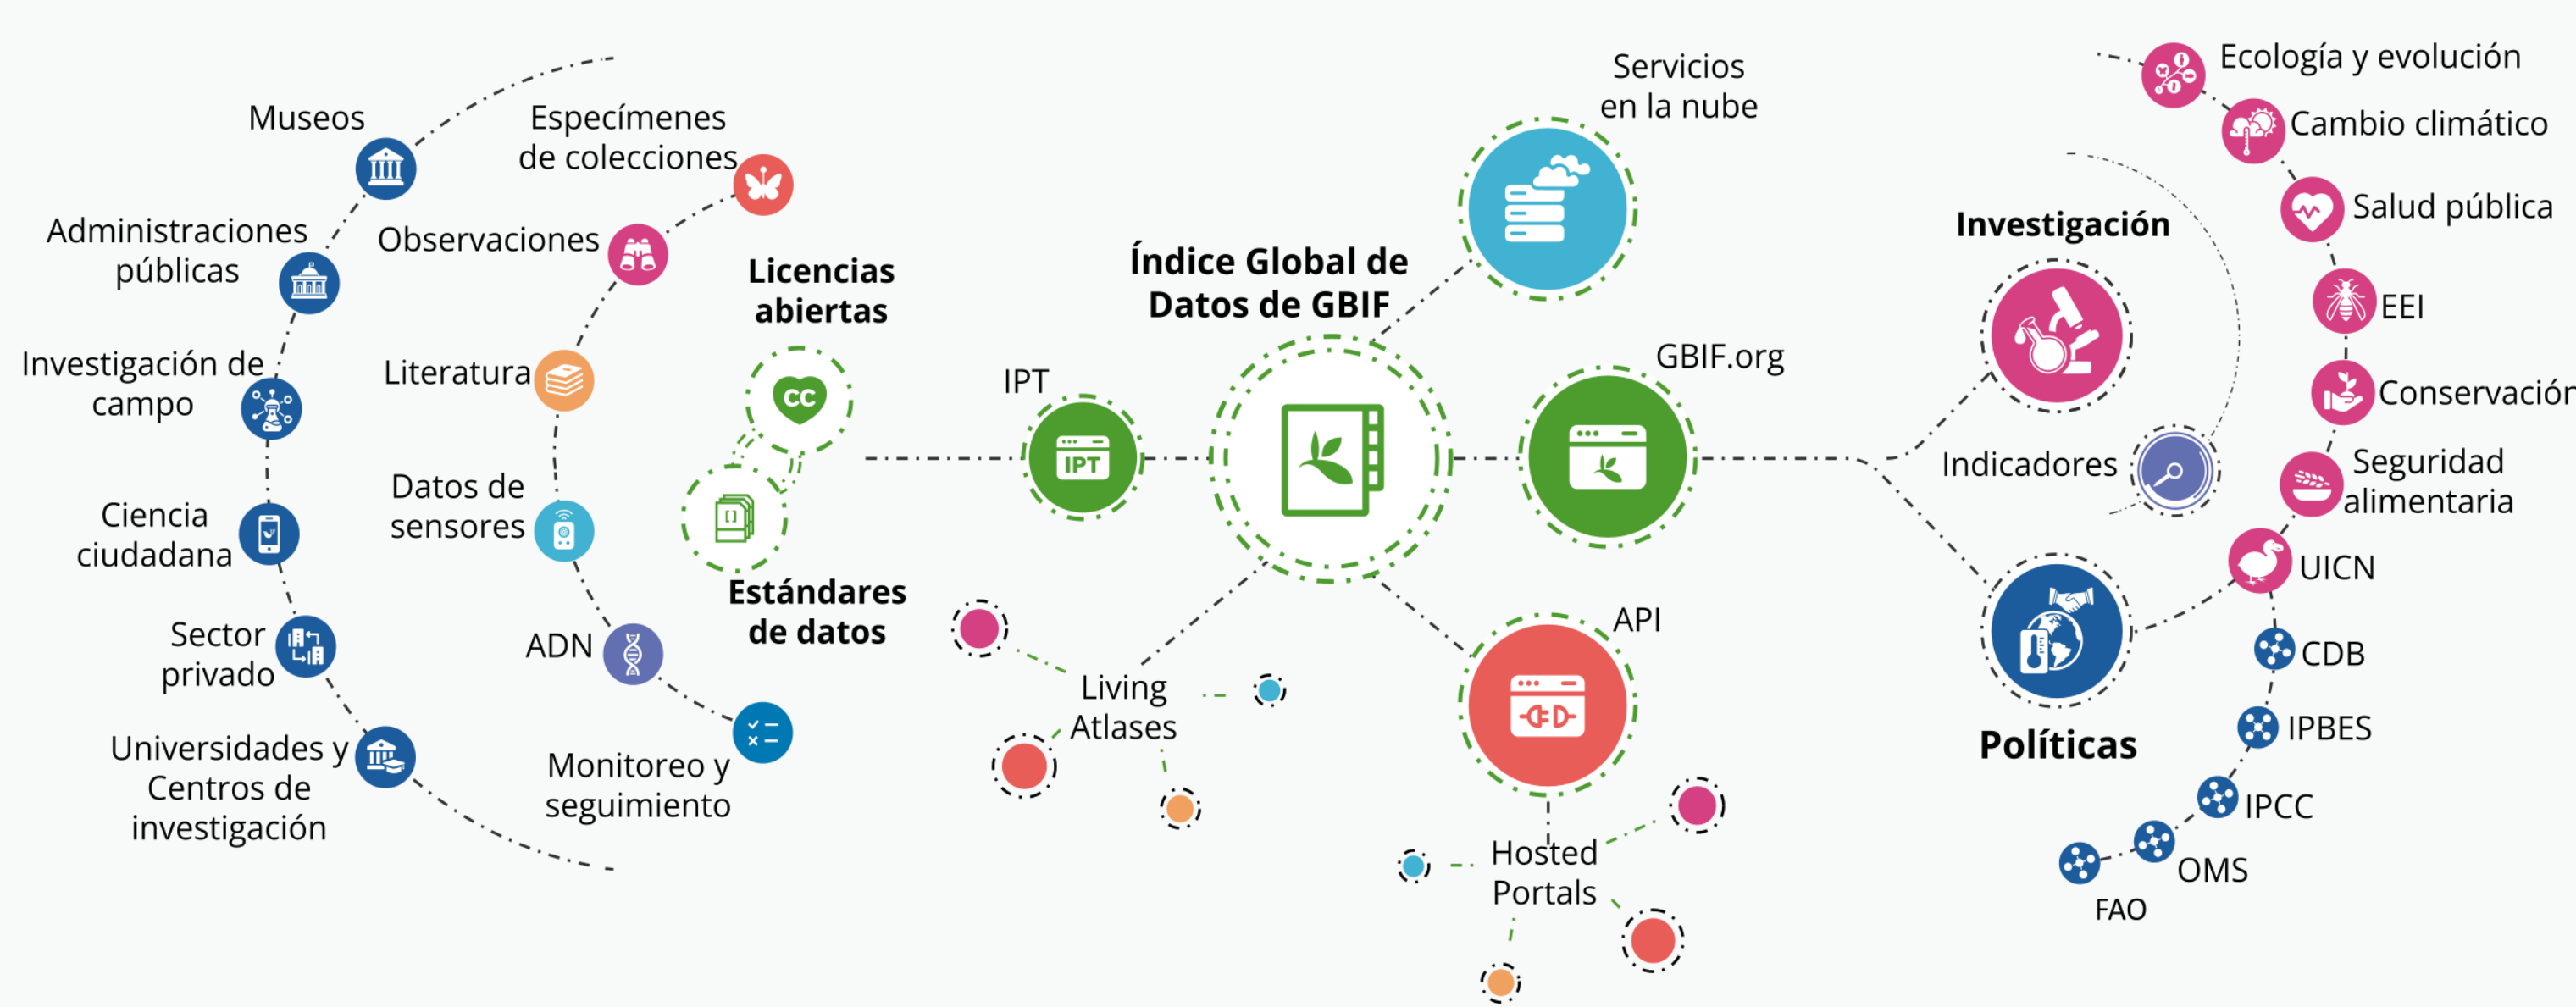 Museos
Administraciones
públicas
Investigación de
campo
Ciencia
ciudadana
Sector
privado
Universidades y
Centros de
investigación
Especímenes
de colecciones
Observaciones
Literatura
Datos de
sensores
ADN
Monitoreo y
seguimiento
Licencias
abiertas
CC
[ ]
Estándares
de datos
IPT
IPT
Índice Global de
Datos de GBIF
Servicios
en la nube
GBIF.org
API
Living
Atlases
Hosted
Portals
Investigación
Indicadores
Políticas
Ecología y evolución
Cambio climático
Salud pública
EEI
Conservación
Seguridad
alimentaria
UICN
CDB
IPBES
IPCC
OMS
FAO